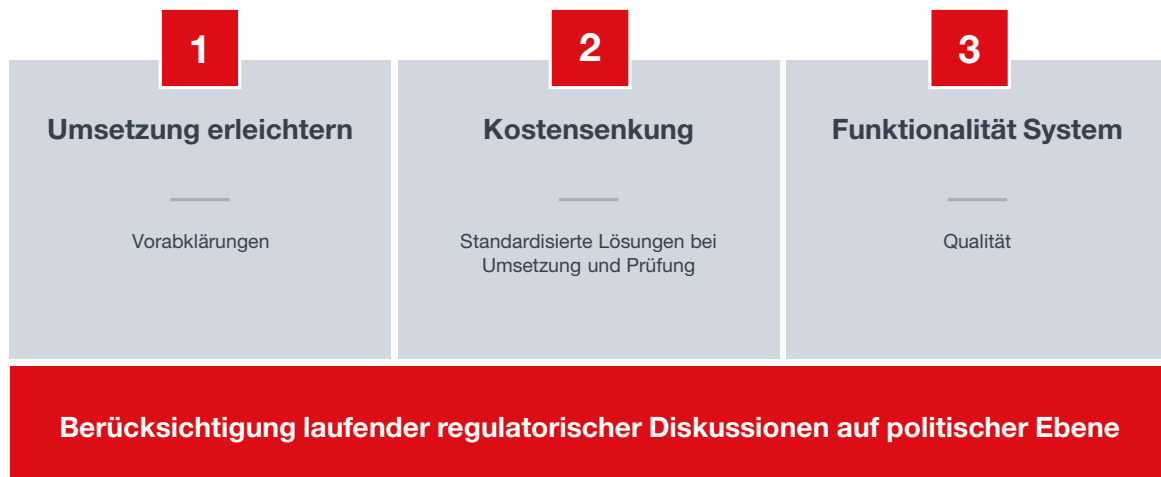 1
Umsetzung erleichtern
Vorabklärungen
2
Kostensenkung
Standardisierte Lösungen bei
Umsetzung und Prüfung
3
Funktionalität System
Qualität
Berücksichtigung laufender regulatorischer Diskussionen auf politischer Ebene